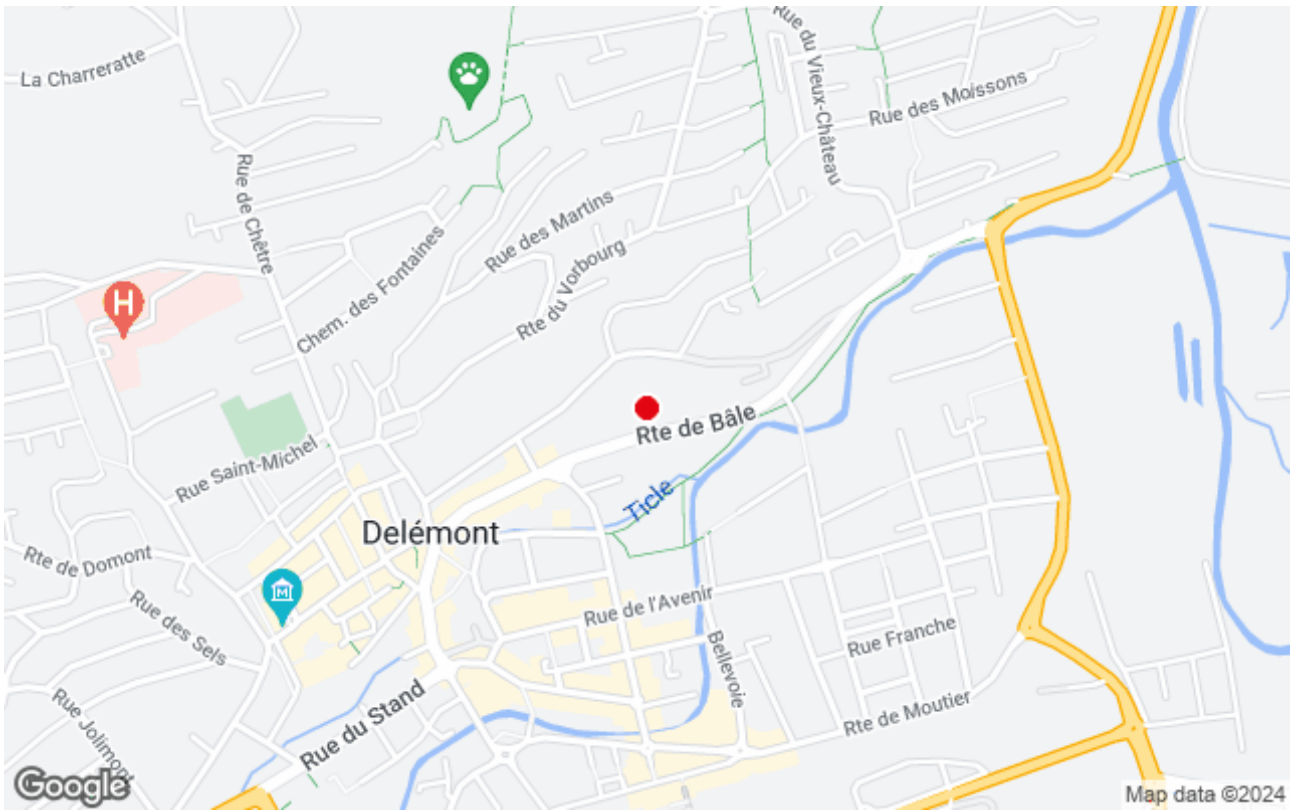 La Charreratte
Rue du Vieux-Château
Rue des Moissons
Rue de Chêtre
Rue des Martins
Chem. des Fontaines
Rte du Vorbourg
H
Rte de Bâle
Rue Saint-Michel
Ticle
Delémont
Rte de Domont
M
Rue de l'Avenir
Rue des Sels
Rue Franche
Bellevoie
Rue Jolimont
Rue du Stand
Rte de Moutier
Google
Map data ©2024